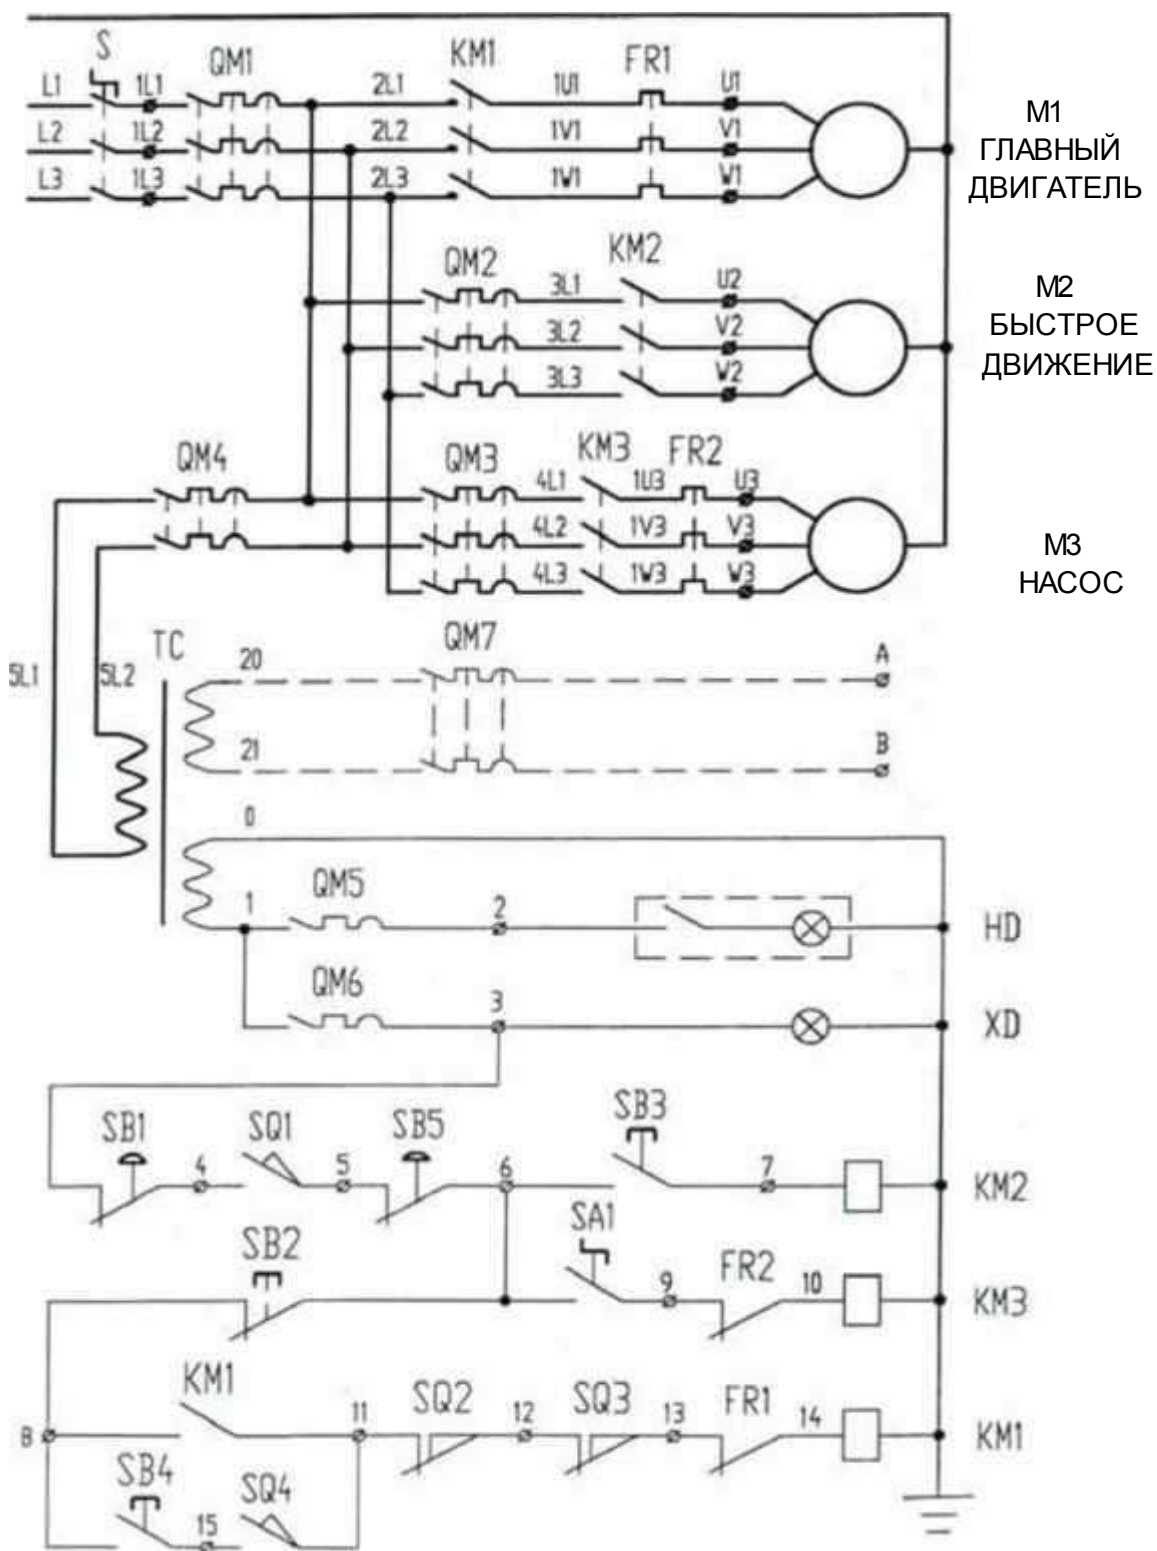 S QM1 KM1 FR1
L1 1L1 2L1 1U1 U1
L2 1L2 2L2 1V1 V1
L3 1L3 2L3 1W1 W1
M1
ГЛАВНЫЙ
ДВИГАТЕЛЬ
QM2 KM2
3L1 U2
3L2 V2
3L3 W2
M2
БЫСТРОЕ
ДВИЖЕНИЕ
QM4 QM3 KM3 FR2
4L1 1U3 U3
4L2 1V3 V3
4L3 1W3 W3
M3
НАСОС
5L1 5L2 TC
20 QM7 A
21 B
0
1 QM5 2 HD
QM6 3 XD
SB1 4 SQ1 5 SB5 6 SB3 7 KM2
SB2 SA1 9 FR2 10 KM3
KM1
B 11 SQ2 12 SQ3 13 FR1 14 KM1
SB4 15 SQ4